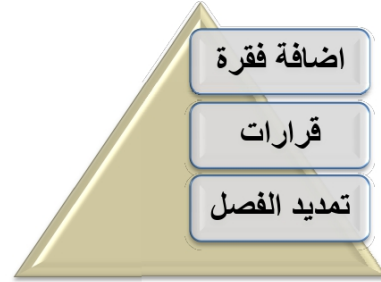 اضافة فقرة
قرارات
تمديد الفصل